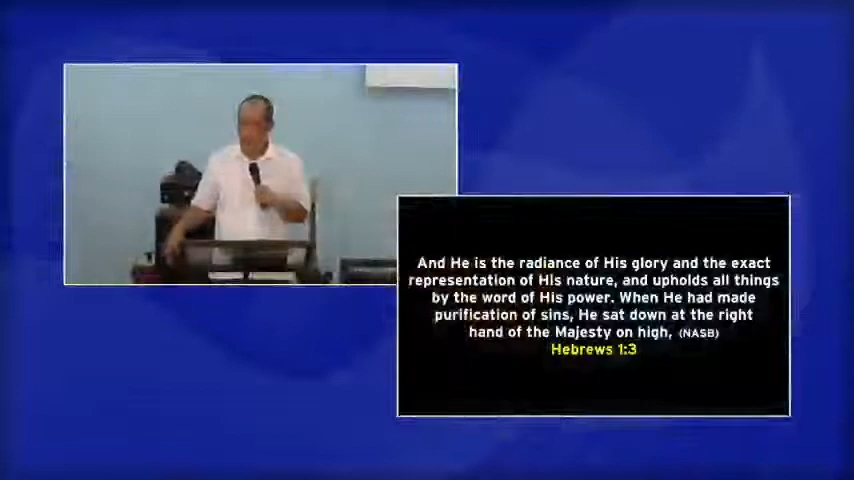 And He is the radiance of His glory and the exact
representation of His nature, and upholds all things
by the word of His power. When He had made
purification of sins, He sat down at the right
hand of the Majesty on high, (NASB)
Hebrews 1:3